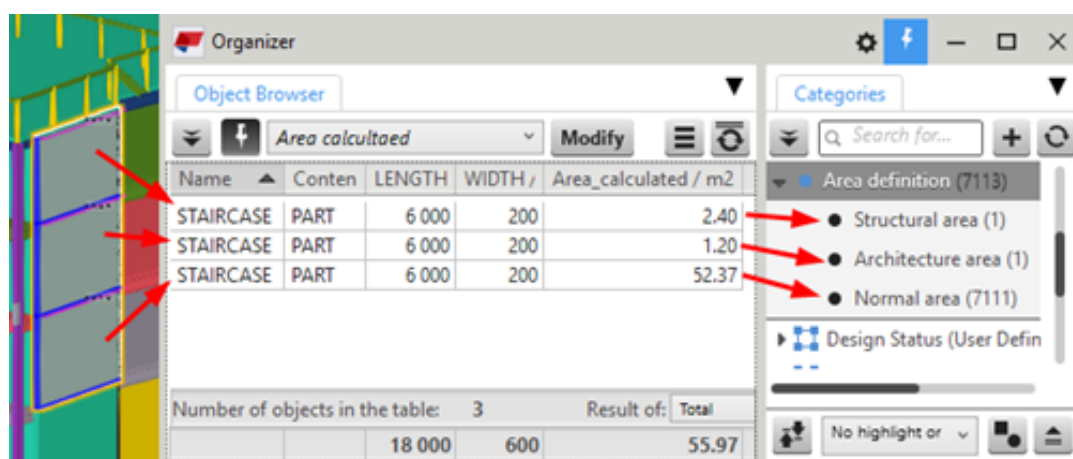 Organizer
Object Browser
Area calcultaed
Modify
Name Conten LENGTH WIDTH / Area_calculated / m2
STAIRCASE PART 6 000 200 2.40
STAIRCASE PART 6 000 200 1.20
STAIRCASE PART 6 000 200 52.37
Number of objects in the table: 3 Result of: Total
18 000 600 55.97
Categories
Search for...
Area definition (7113)
Structural area (1)
Architecture area (1)
Normal area (7111)
Design Status (User Defin
No highlight or